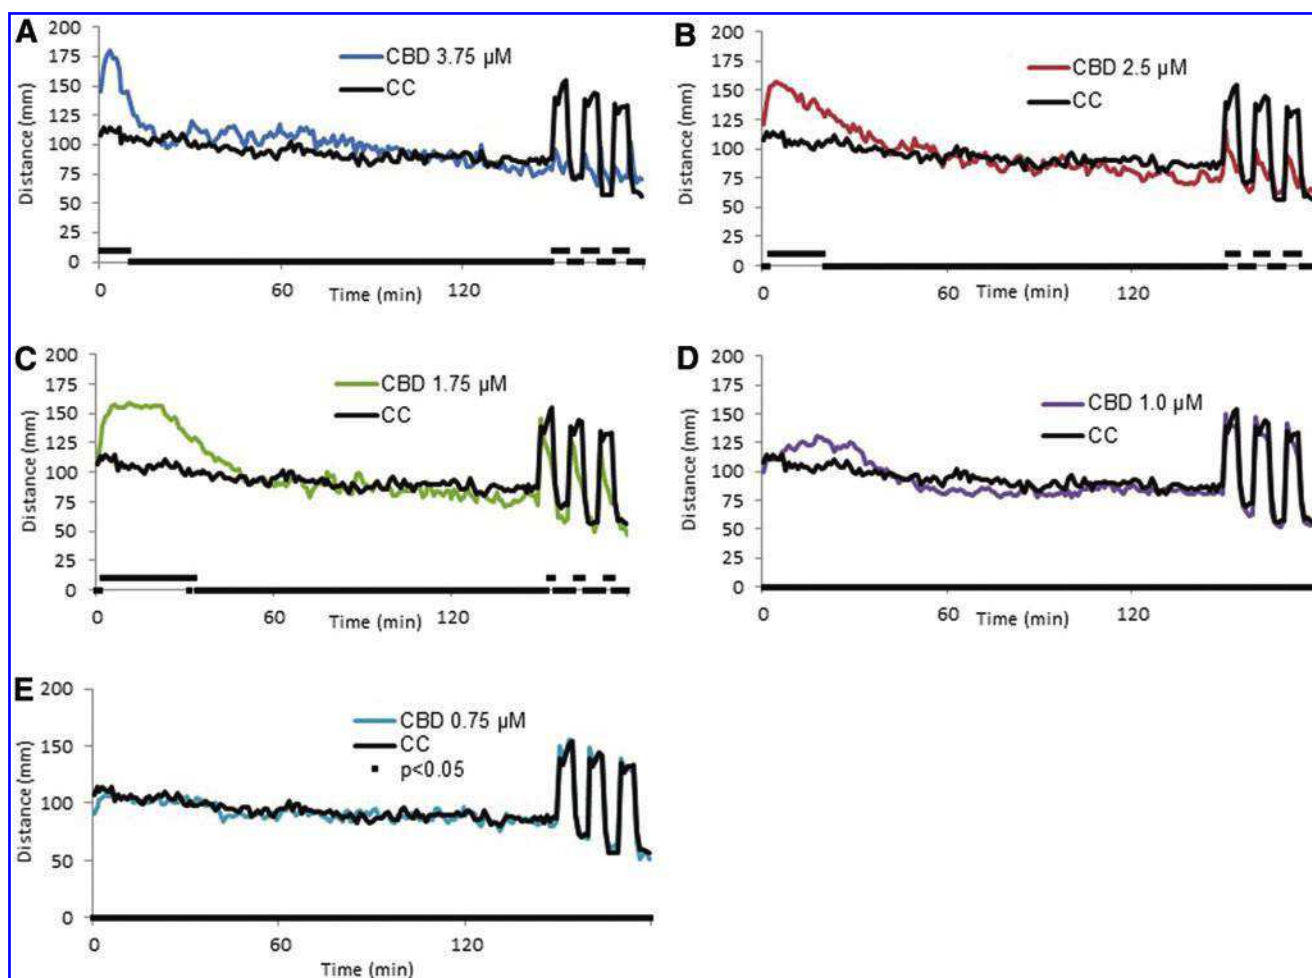 A
200
175
150
125
100
75
50
25
0
Distance (mm)
CBD 3.75 µM
CC
0 60 120
Time (min)
B
200
175
150
125
100
75
50
25
0
Distance (mm)
CBD 2.5 µM
CC
0 60 120
Time (min)
C
200
175
150
125
100
75
50
25
0
Distance (mm)
CBD 1.75 µM
CC
0 60 120
Time (min)
D
200
150
100
50
0
Distance (mm)
CBD 1.0 µM
CC
0 60 120
Time (min)
E
200
150
100
50
0
Distance (mm)
CBD 0.75 µM
CC
p<0.05
0 60 120
Time (min)